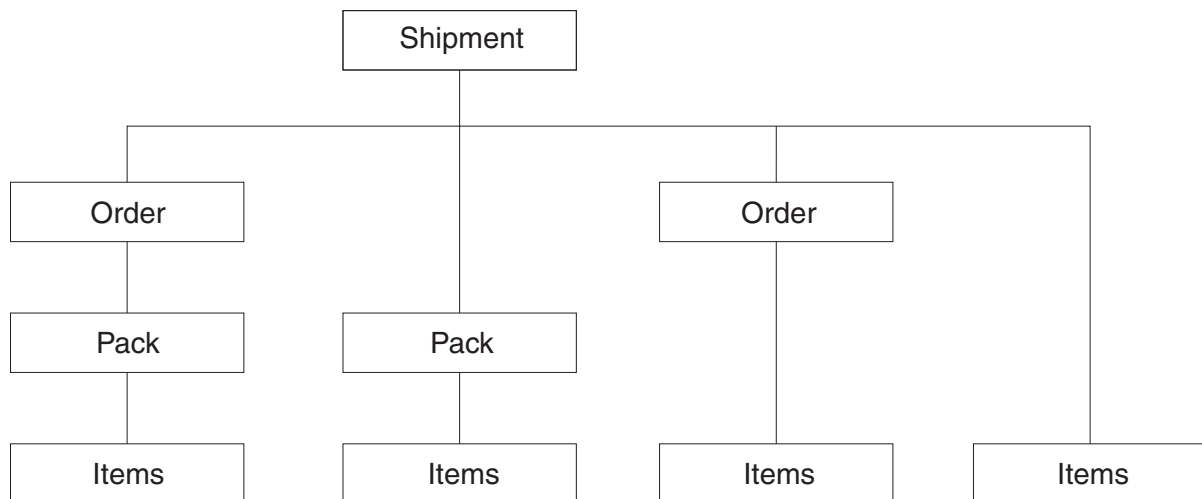 Shipment
Order
Order
Pack
Pack
Items
Items
Items
Items